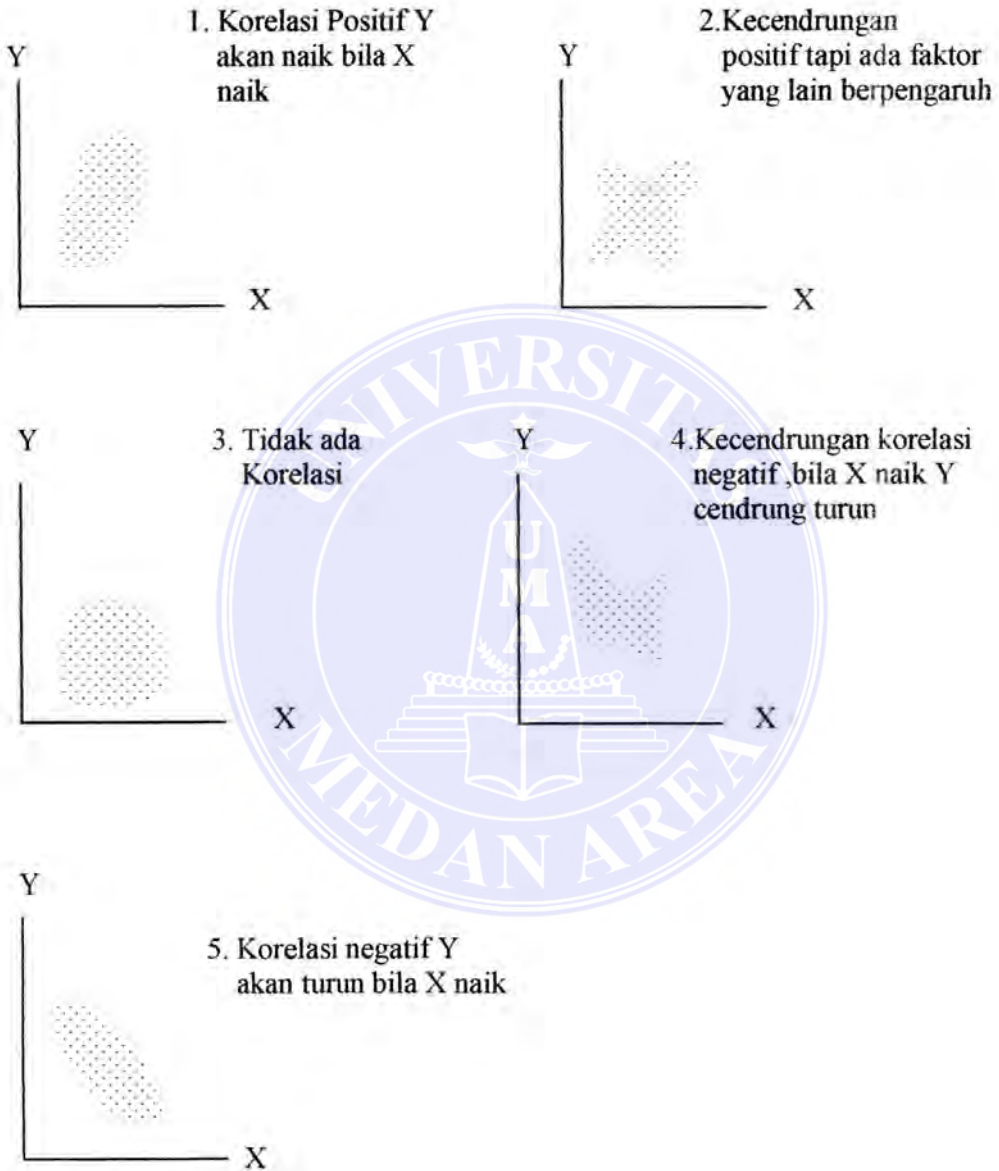 1. Korelasi Positif Y
akan naik bila X
naik
Y
X
2.Kecendrungan
positif tapi ada faktor
yang lain berpengaruh
Y
X
3. Tidak ada
Korelasi
Y
X
4.Kecendrungan korelasi
negatif ,bila X naik Y
cendrung turun
Y
X
UNIVERSITAS
UMA
MEDAN AREA
5. Korelasi negatif Y
akan turun bila X naik
Y
X